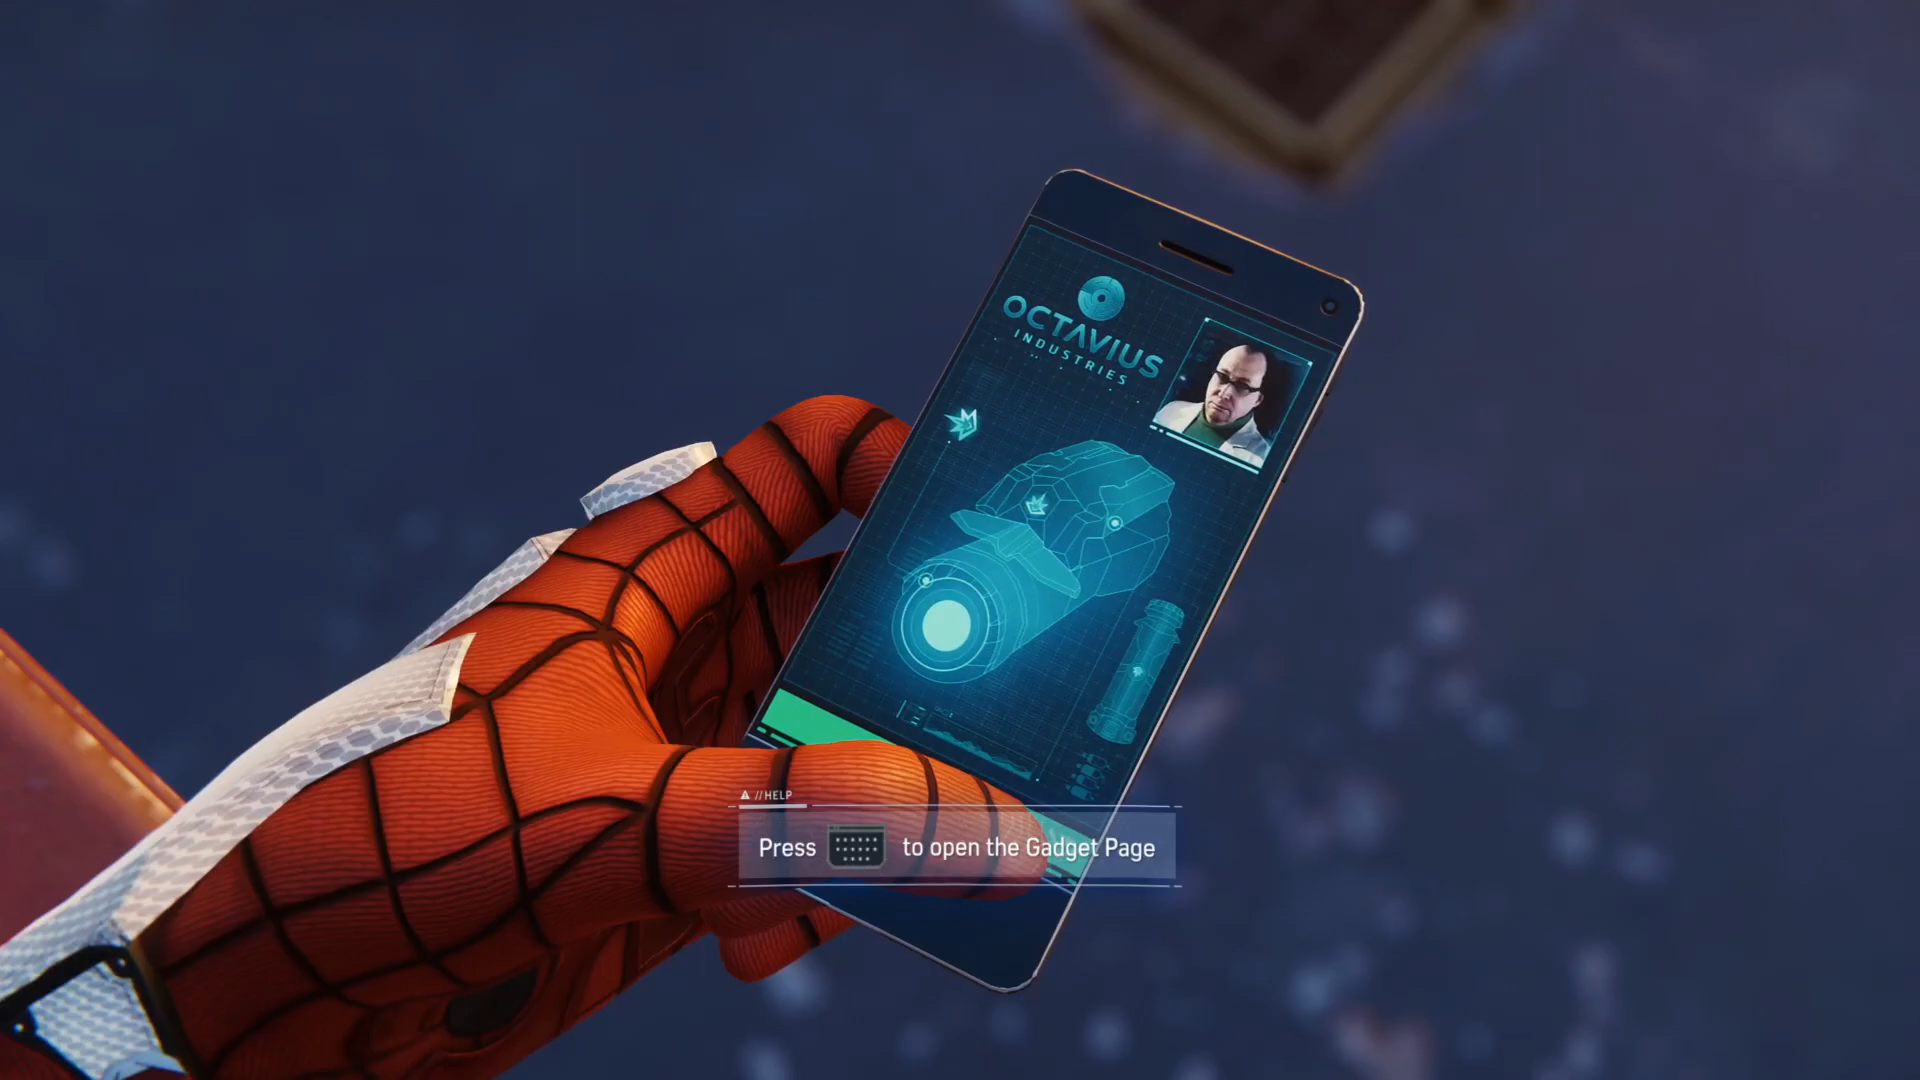 OCTAVIUS
INDUSTRIES
//HELP
Press to open the Gadget Page